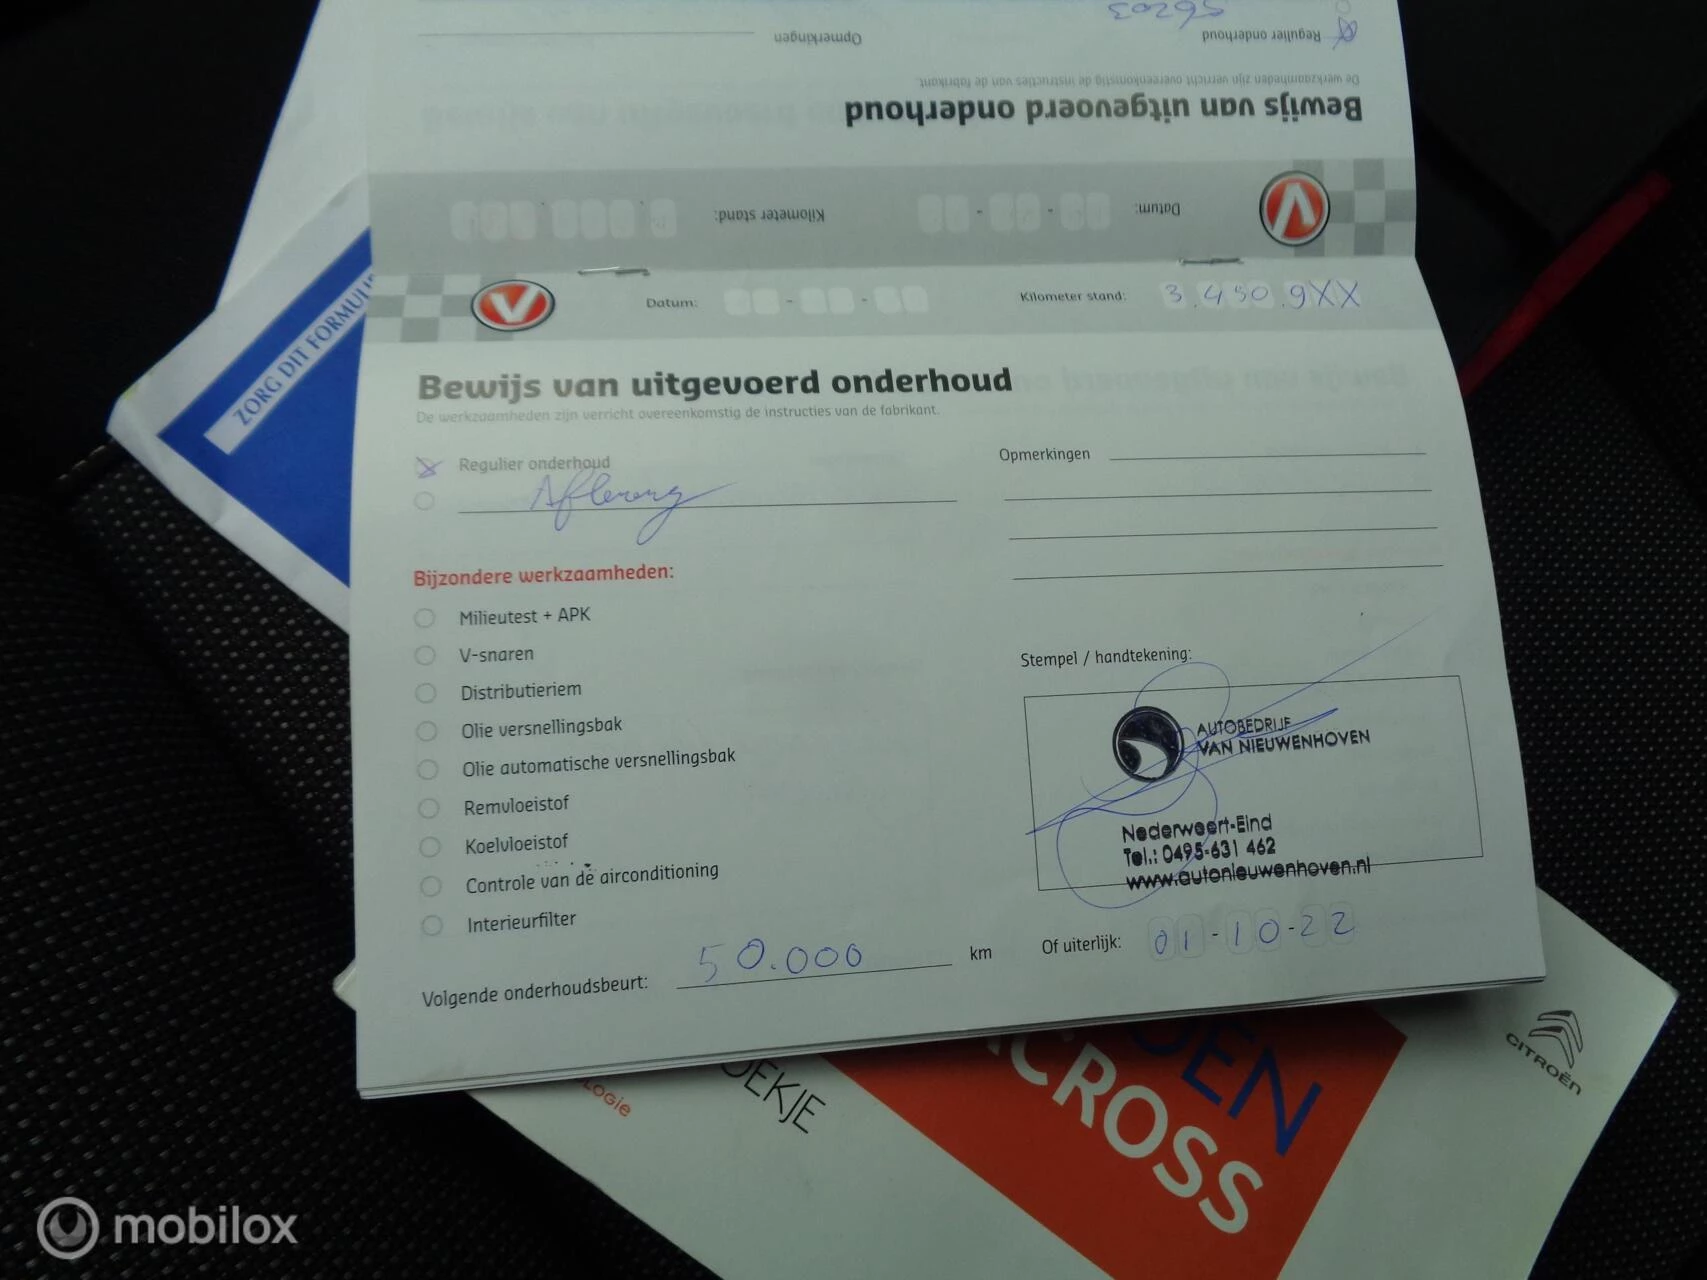 56203
Regulier onderhoud
Opmerkingen
De werkzaamheden zijn verricht overeenkomstig de instructies van de fabrikant.
Bewijs van uitgevoerd onderhoud
Datum: - -
Kilometer stand:
V
V
Datum: - -
Kilometer stand: 3.450.9XX
Bewijs van uitgevoerd onderhoud
De werkzaamheden zijn verricht overeenkomstig de instructies van de fabrikant.
Regulier onderhoud
Opmerkingen
Bijzondere werkzaamheden:
Milieutest + APK
V-snaren
Distributieriem
Olie versnellingsbak
Olie automatische versnellingsbak
Remvloeistof
Koelvloeistof
Controle van de airconditioning
Interieurfilter
Stempel / handtekening:
AUTOBEDRIJF
VAN NIEUWENHOVEN
Nederweert-Eind
Tel.: 0495-631 462
www.autonieuwenhoven.nl
Volgende onderhoudsbeurt: 50.000 km
Of uiterlijk: 01-10-22
ZORG DIT FORMULI
LOGIE
OEKJE
OEN
CROSS
CITROËN
mobilox